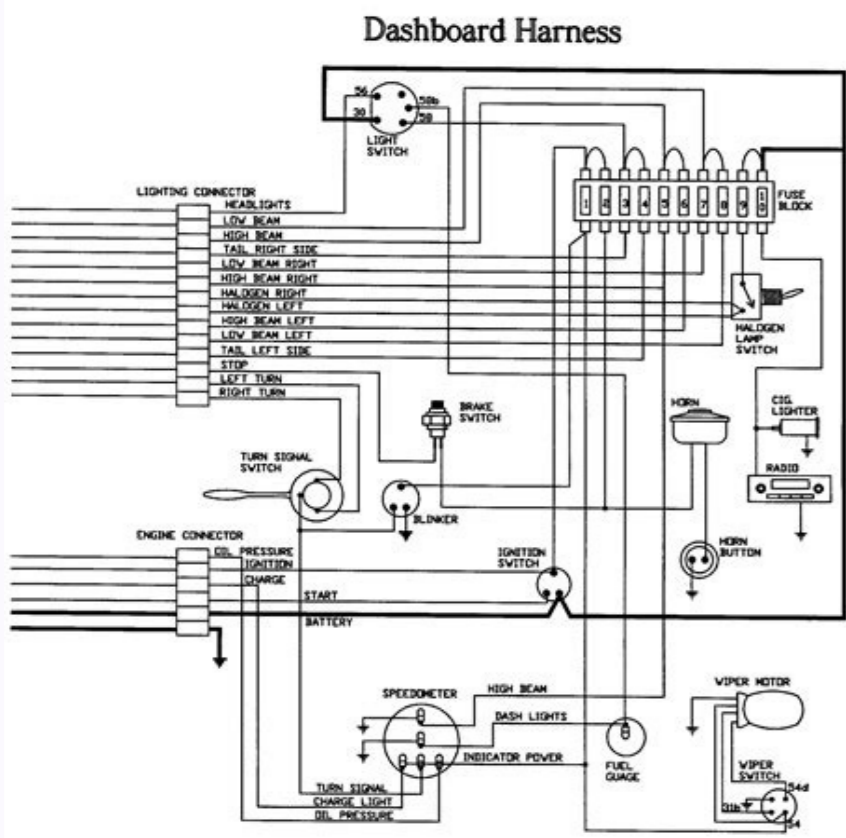 Dashboard Harness
56
30
58b
58
LIGHT
SWITCH
LIGHTING CONNECTOR
HEADLIGHTS
LOW BEAM
HIGH BEAM
TAIL RIGHT SIDE
LOW BEAM RIGHT
HIGH BEAM RIGHT
HALOGEN RIGHT
HALOGEN LEFT
HIGH BEAM LEFT
LOW BEAM LEFT
TAIL LEFT SIDE
STOP
LEFT TURN
RIGHT TURN
1 2 3 4 5 6 7 8 9 10
FUSE
BLOCK
HALOGEN
LAMP
SWITCH
BRAKE
SWITCH
HORN
CIG.
LIGHTER
TURN SIGNAL
SWITCH
RADIO
BLINKER
ENGINE CONNECTOR
OIL PRESSURE
IGNITION
CHARGE
START
BATTERY
IGNITION
SWITCH
HORN
BUTTON
SPEEDOMETER
HIGH BEAM
DASH LIGHTS
INDICATOR POWER
FUEL
GUAGE
WIPER MOTOR
WIPER
SWITCH
54d
31b
54
TURN SIGNAL
CHARGE LIGHT
OIL PRESSURE